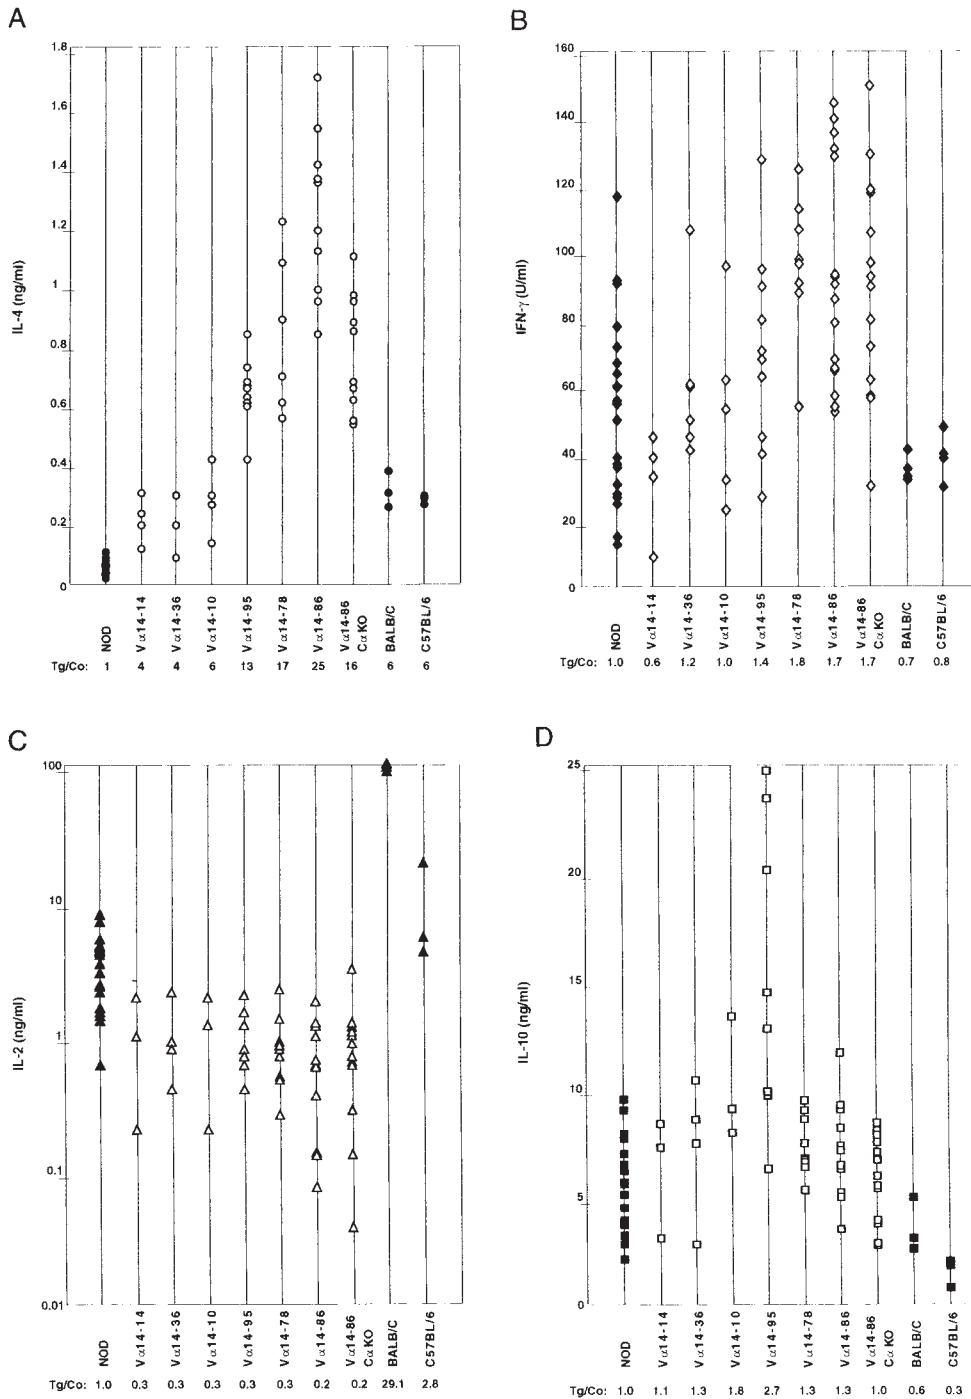 A
IL-4 (ng/ml)
1.8
1.6
1.4
1.2
1
0.8
0.6
0.4
0.2
0
NOD
Vα14-14
Vα14-36
Vα14-10
Vα14-95
Vα14-78
Vα14-86
Vα14-86
CαKO
BALB/C
C57BL/6
Tg/Co: 1 4 4 6 13 17 25 16 6 6
B
IFN-γ (U/ml)
160
140
120
100
80
60
40
20
0
NOD
Vα14-14
Vα14-36
Vα14-10
Vα14-95
Vα14-78
Vα14-86
Vα14-86
CαKO
BALB/C
C57BL/6
Tg/Co: 1.0 0.6 1.2 1.0 1.4 1.8 1.7 1.7 0.7 0.8
C
IL-2 (ng/ml)
100
10
1
0.1
0.01
NOD
Vα14-14
Vα14-36
Vα14-10
Vα14-95
Vα14-78
Vα14-86
Vα14-86
CαKO
BALB/C
C57BL/6
Tg/Co: 1.0 0.3 0.3 0.3 0.3 0.3 0.2 0.2 29.1 2.8
D
IL-10 (ng/ml)
25
20
15
10
5
0
NOD
Vα14-14
Vα14-36
Vα14-10
Vα14-95
Vα14-78
Vα14-86
Vα14-86
CαKO
BALB/C
C57BL/6
Tg/Co: 1.0 1.1 1.3 1.8 2.7 1.3 1.3 1.0 0.6 0.3